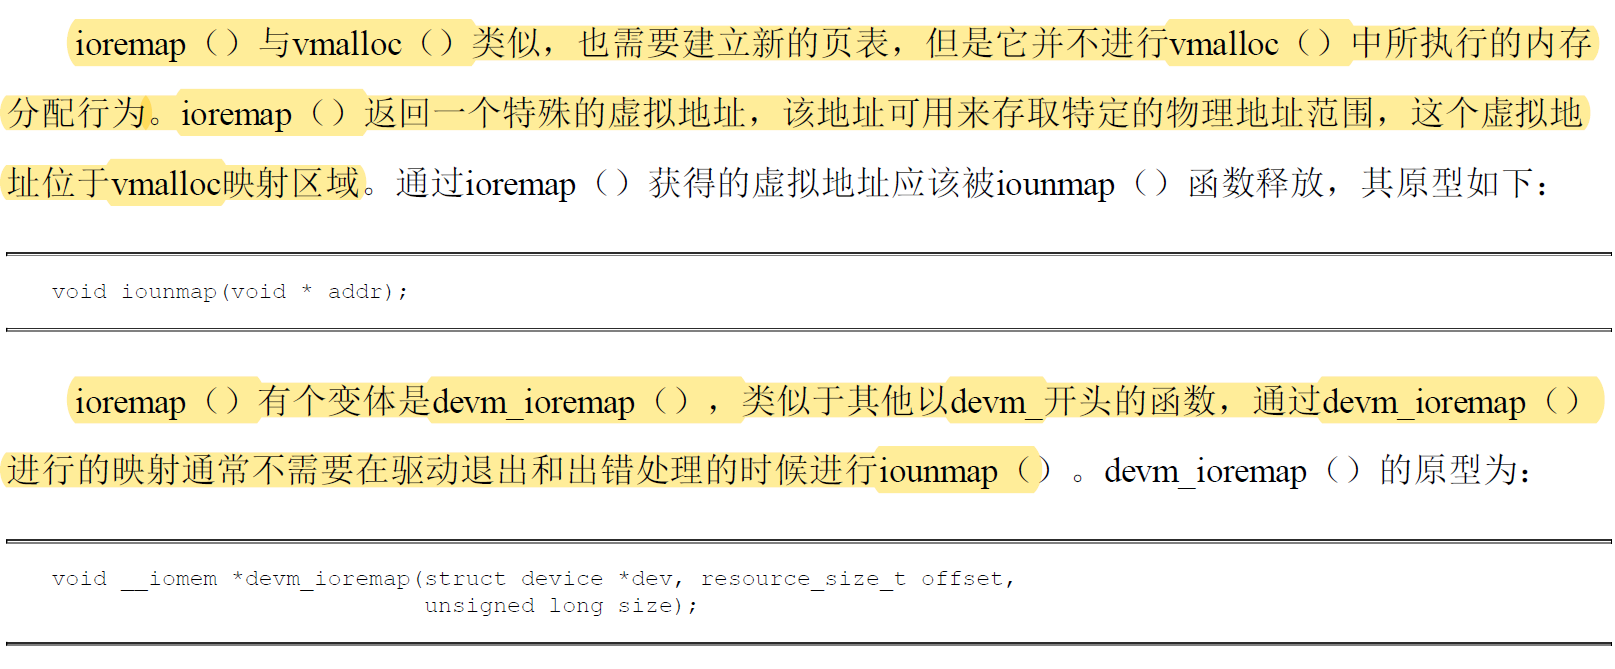 ioremap（）与vmalloc（）类似，也需要建立新的页表，但是它并不进行vmalloc（）中所执行的内存
分配行为。ioremap（）返回一个特殊的虚拟地址，该地址可用来存取特定的物理地址范围，这个虚拟地
址位于vmalloc映射区域。通过ioremap（）获得的虚拟地址应该被iounmap（）函数释放，其原型如下：
void iounmap(void * addr);
ioremap（）有个变体是devm_ioremap（），类似于其他以devm_开头的函数，通过devm_ioremap（）
进行的映射通常不需要在驱动退出和出错处理的时候进行iounmap（）。devm_ioremap（）的原型为：
void __iomem *devm_ioremap(struct device *dev, resource_size_t offset,
unsigned long size);